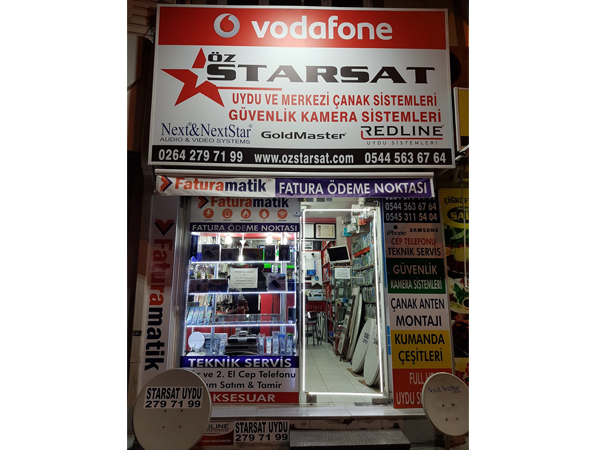 vodafone
ÖZ
STARSAT
UYDU VE MERKEZİ ÇANAK SİSTEMLERİ
GÜVENLİK KAMERA SİSTEMLERİ
Next&NextStar
AUDIO & VIDEO SYSTEMS
GoldMaster
REDLINE
UYDU SİSTEMLERİ
0264 279 71 99 www.ozstarsat.com 0544 563 67 64
Faturamatik FATURA ÖDEME NOKTASI
Faturamatik
FATURA ÖDEME NOKTASI
Faturamatik
0544 563 67 64
0545 311 54 04
iPhone SAMSUNG
CEP TELEFONU
TEKNİK SERVİS
GÜVENLİK
KAMERA SİSTEMLERİ
ÇANAK ANTEN
MONTAJI
KUMANDA
ÇEŞİTLERİ
FULL
UYDU
TEKNİK SERVİS
ve 2. El Cep Telefonu
Satım & Tamir
AKSESUAR
STARSAT UYDU
279 71 99
STARSAT UYDU
279 71 99